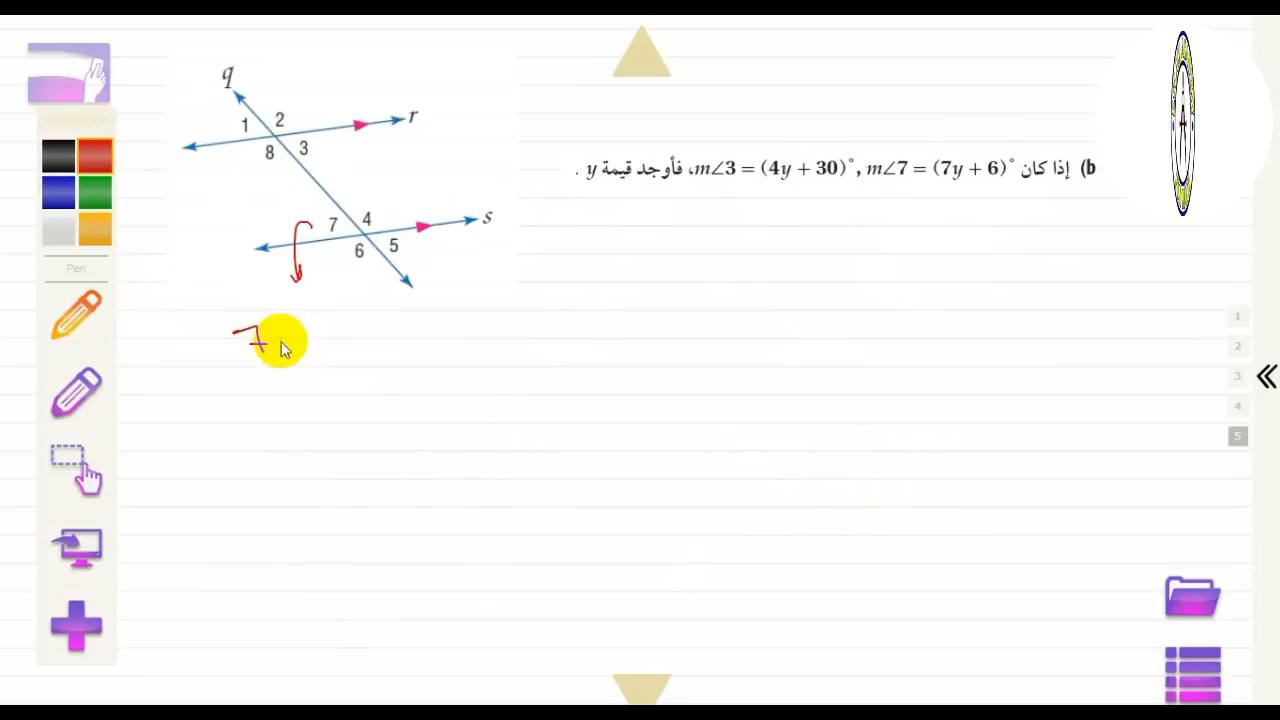 q
1 2 r
8 3
b) إذا كان m∠3 = (4y + 30)°, m∠7 = (7y + 6)°، فأوجد قيمة y .
7 4 s
6 5
7
Pen
1
2
3
4
5